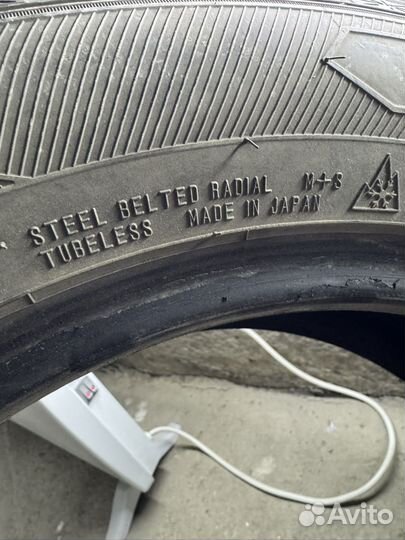 STEEL BELTED RADIAL M+S
TUBELESS MADE IN JAPAN
Avito